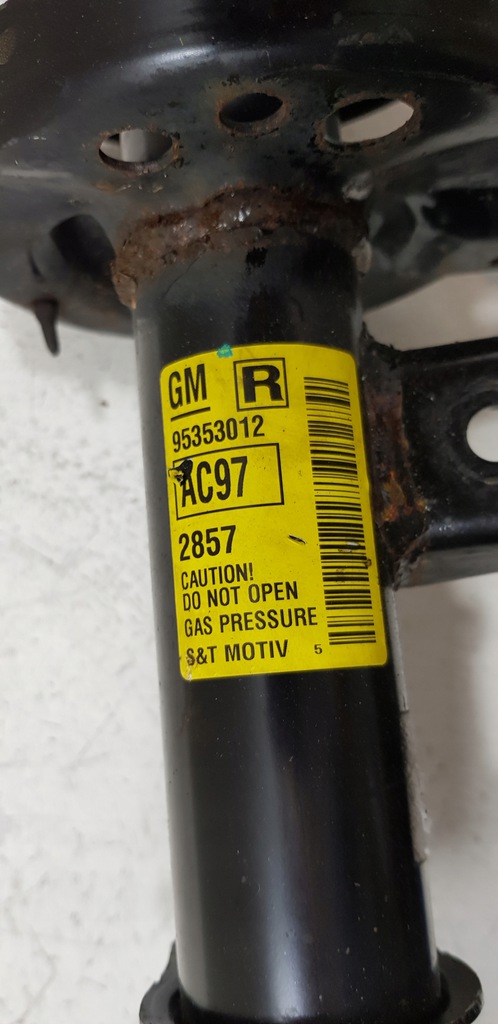 GM R
95353012
AC97
2857
CAUTION!
DO NOT OPEN
GAS PRESSURE
S&T MOTIV 5